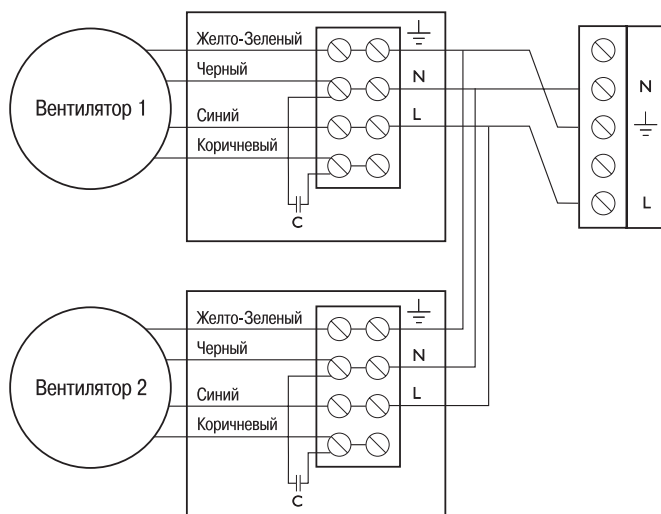 Желто-Зеленый
Черный
N
N
Вентилятор 1
Синий
L
Коричневый
L
C
Желто-Зеленый
Черный
N
Вентилятор 2
Синий
L
Коричневый
C